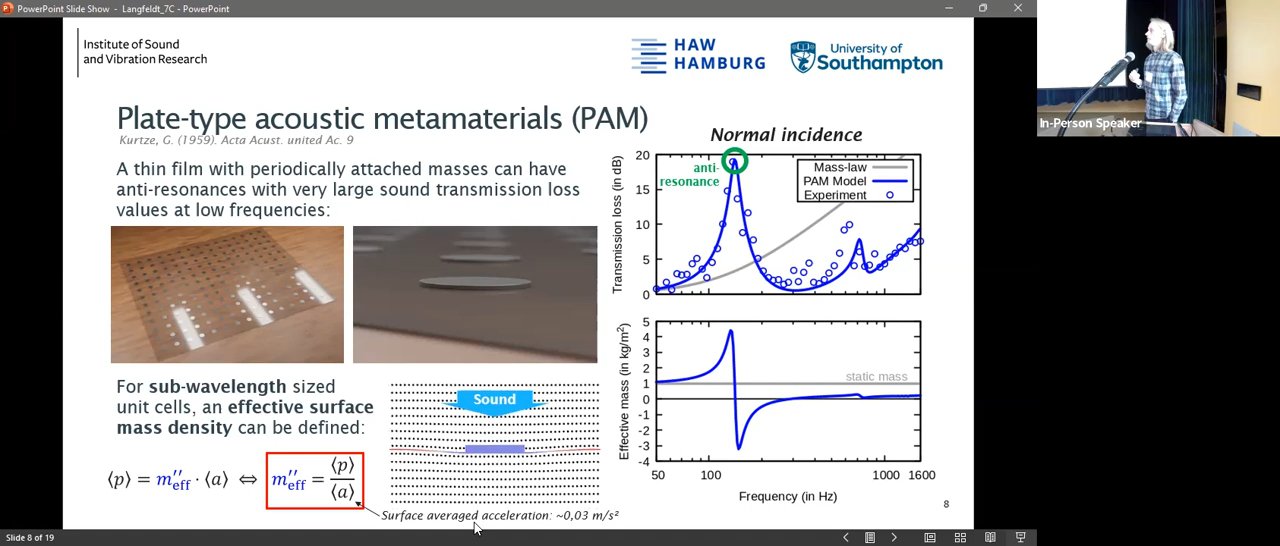 PowerPoint Slide Show - Langfeldt_7C - PowerPoint
Institute of Sound
and Vibration Research
HAW
HAMBURG
University of
Southampton
Plate-type acoustic metamaterials (PAM)
Kurtze, G. (1959). Acta Acust. united Ac. 9
A thin film with periodically attached masses can have
anti-resonances with very large sound transmission loss
values at low frequencies:
For sub-wavelength sized
unit cells, an effective surface
mass density can be defined:
⟨p⟩ = m''eff · ⟨a⟩ ⇔ m''eff = ⟨p⟩/⟨a⟩
Sound
Surface averaged acceleration: ~0,03 m/s²
Normal incidence
anti-
resonance
Mass-law
PAM Model
Experiment
Transmission loss (in dB)
20
15
10
5
0
Effective mass (in kg/m²)
5
4
3
2
1
0
-1
-2
-3
-4
static mass
50 100 1000 1600
Frequency (in Hz)
8
In-Person Speaker
Slide 8 of 19